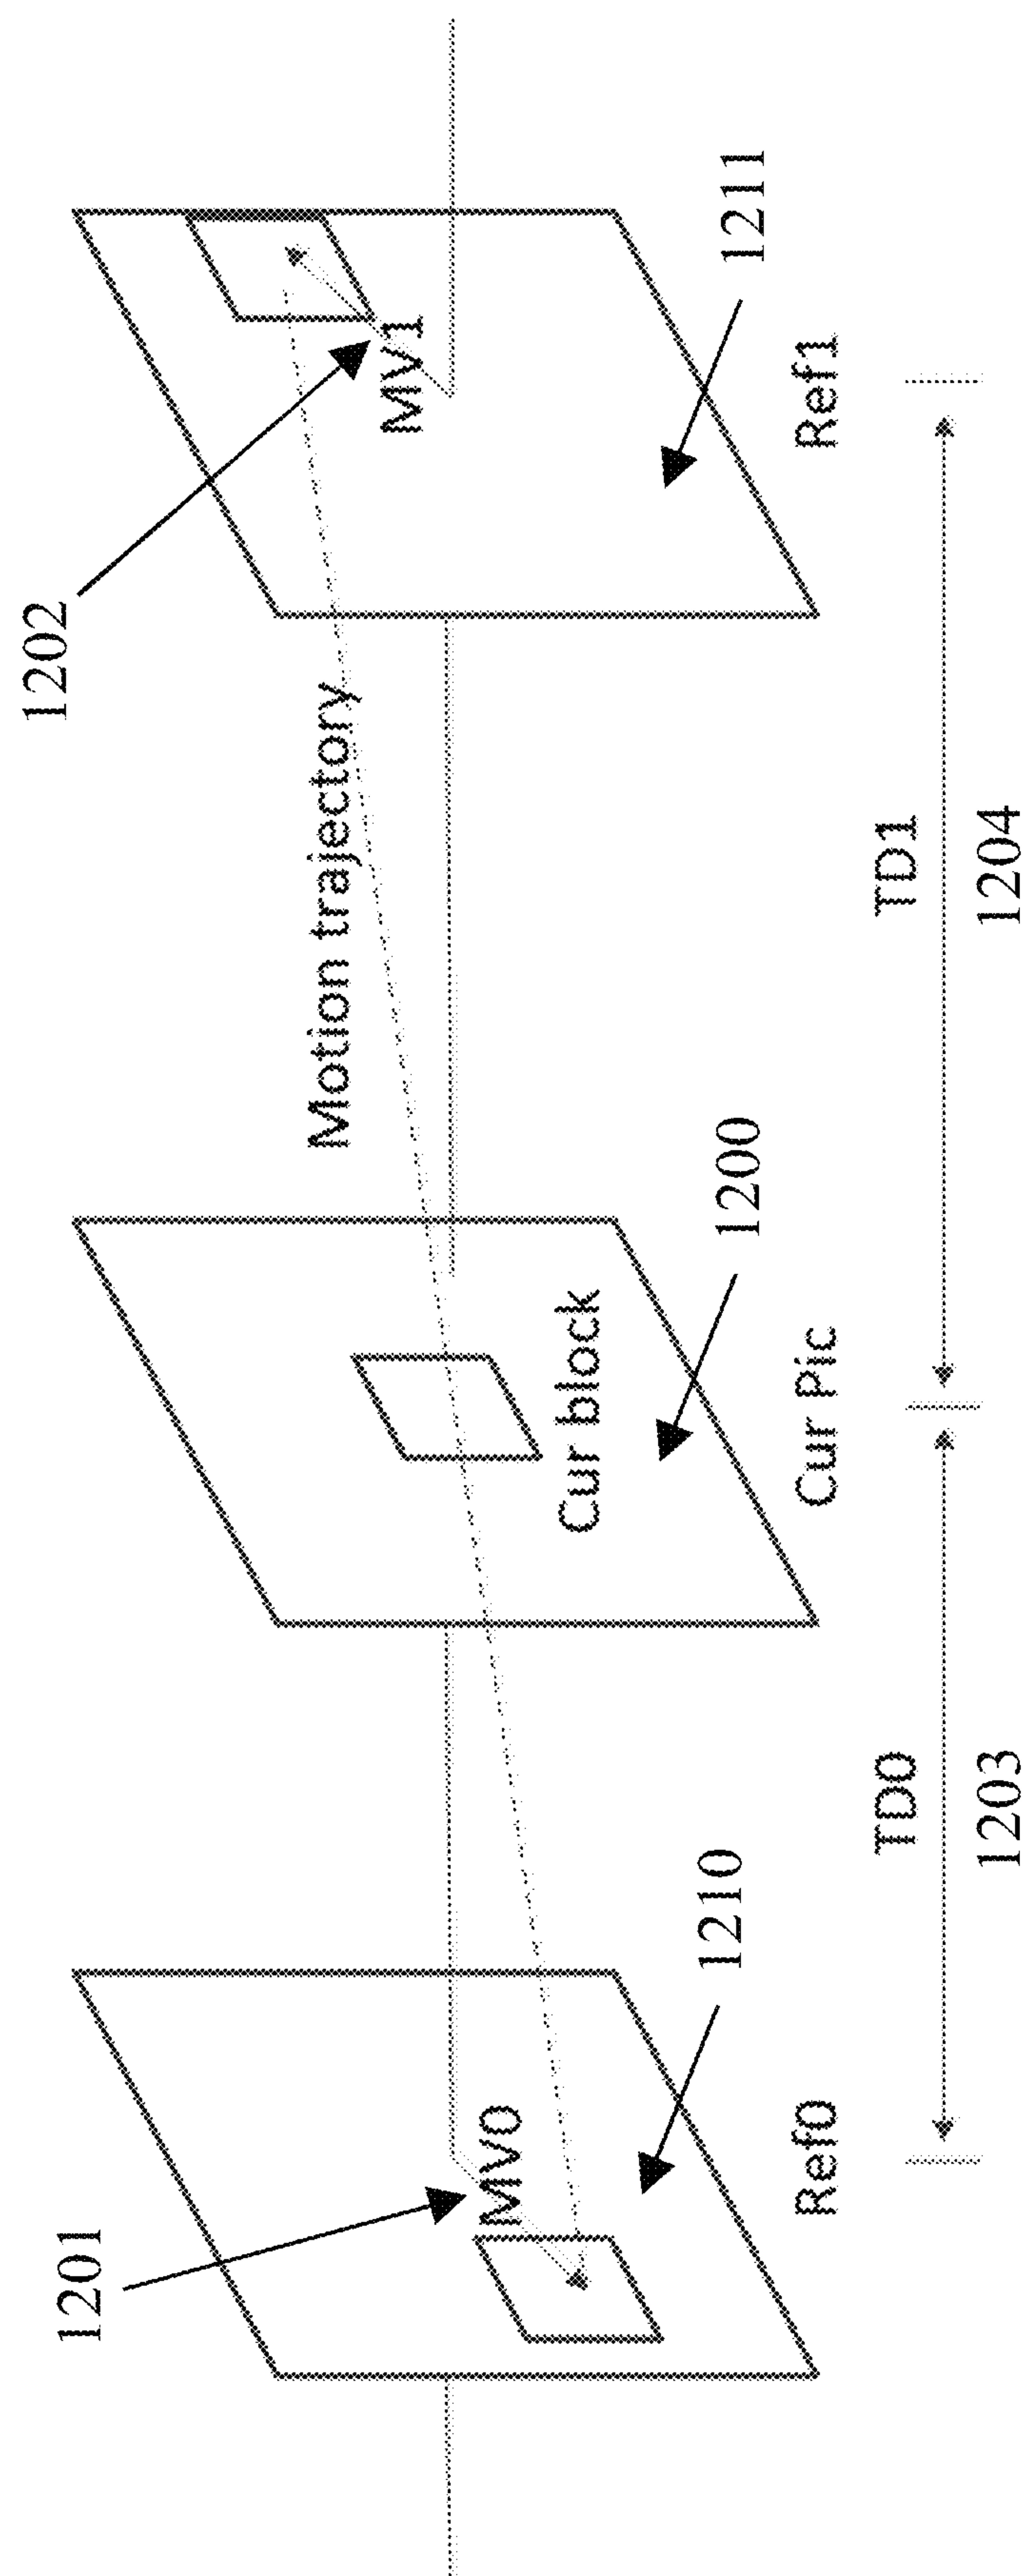 1201
1202
Motion trajectory
MV0
MV1
Cur block
1210
1200
1211
Ref0
Cur Pic
Ref1
TD0
TD1
1203
1204